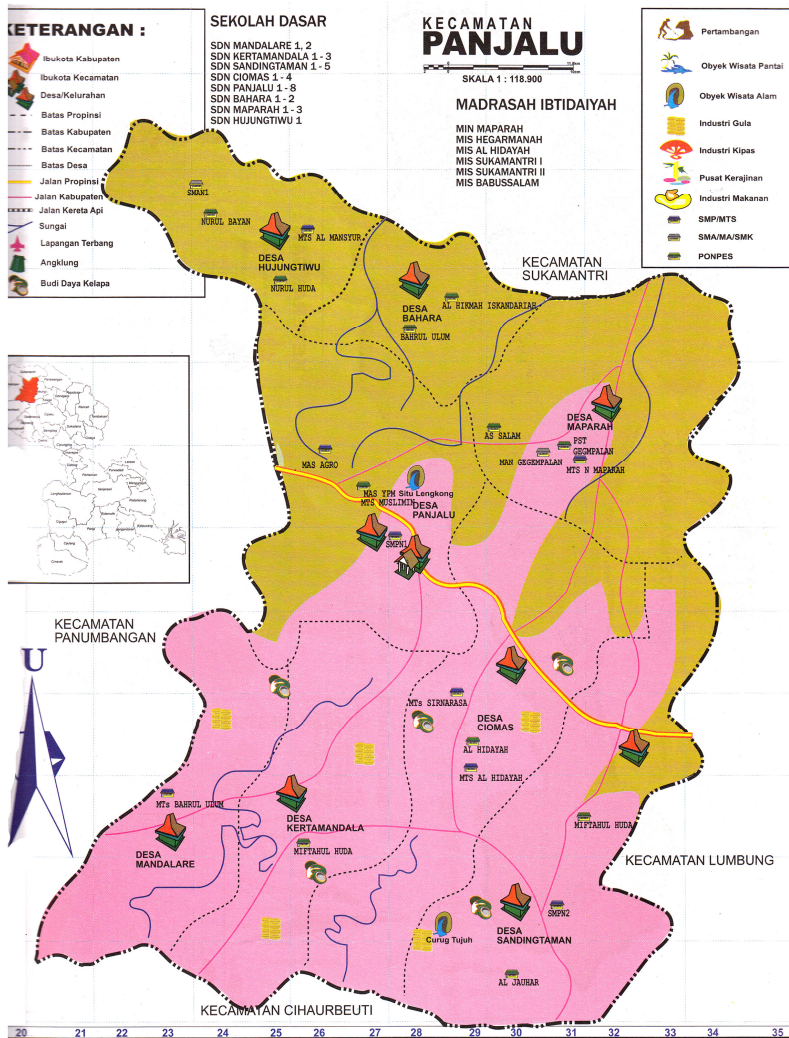 KETERANGAN :
Ibukota Kabupaten
Ibukota Kecamatan
Desa/Kelurahan
Batas Propinsi
Batas Kabupaten
Batas Kecamatan
Batas Desa
Jalan Propinsi
Jalan Kabupaten
Jalan Kereta Api
Sungai
Lapangan Terbang
Angklung
Budi Daya Kelapa
SEKOLAH DASAR
SDN MANDALARE 1, 2
SDN KERTAMANDALA 1 - 3
SDN SANDINGTAMAN 1 - 5
SDN CIOMAS 1 - 4
SDN PANJALU 1 - 8
SDN BAHARA 1 - 2
SDN MAPARAH 1 - 3
SDN HUJUNGTIWU 1
KECAMATAN
PANJALU
SKALA 1 : 118.900
MADRASAH IBTIDAIYAH
MIN MAPARAH
MIS HEGARMANAH
MIS AL HIDAYAH
MIS SUKAMANTRI I
MIS SUKAMANTRI II
MIS BABUSSALAM
Pertambangan
Obyek Wisata Pantai
Obyek Wisata Alam
Industri Gula
Industri Kipas
Pusat Kerajinan
Industri Makanan
SMP/MTS
SMA/MA/SMK
PONPES
SMAN1
NURUL BAYAN
MTS AL MANSYUR
DESA
HUJUNGTIWU
NURUL HUDA
KECAMATAN
SUKAMANTRI
DESA
BAHARA
AL HIKMAH ISKANDARIAH
BAHRUL ULUM
DESA
MAPARAH
AS SALAM
PST
GEGMPALAN
MAN GEGEMPALAN
MTS N MAPARAH
MAS AGRO
MAS YPM
MTS MUSLIMIN
Situ Lengkong
DESA
PANJALU
SMPN1
KECAMATAN
PANUMBANGAN
U
MTs SIRNARASA
DESA
CIOMAS
AL HIDAYAH
MTS AL HIDAYAH
MTs BAHRUL UDUM
DESA
MANDALARE
DESA
KERTAMANDALA
MIFTAHUL HUDA
MIFTAHUL HUDA
KECAMATAN LUMBUNG
SMPN2
DESA
SANDINGTAMAN
Curug Tujuh
AL JAUHAR
KECAMATAN CIHAURBEUTI
20 21 22 23 24 25 26 27 28 29 30 31 32 33 34 35